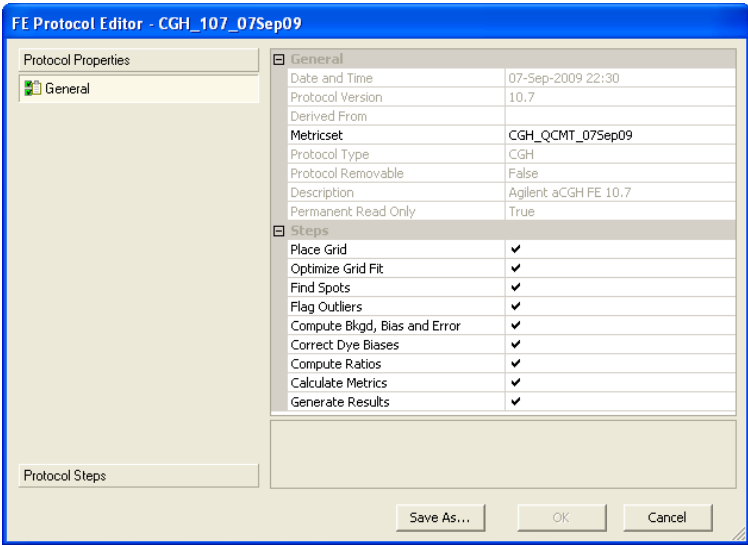 FE Protocol Editor - CGH_107_07Sep09
Protocol Properties
General
Protocol Steps
General
Date and Time 07-Sep-2009 22:30
Protocol Version 10.7
Derived From
Metricset CGH_QCMT_07Sep09
Protocol Type CGH
Protocol Removable False
Description Agilent aCGH FE 10.7
Permanent Read Only True
Steps
Place Grid
Optimize Grid Fit
Find Spots
Flag Outliers
Compute Bkgd, Bias and Error
Correct Dye Biases
Compute Ratios
Calculate Metrics
Generate Results
Save As... OK Cancel